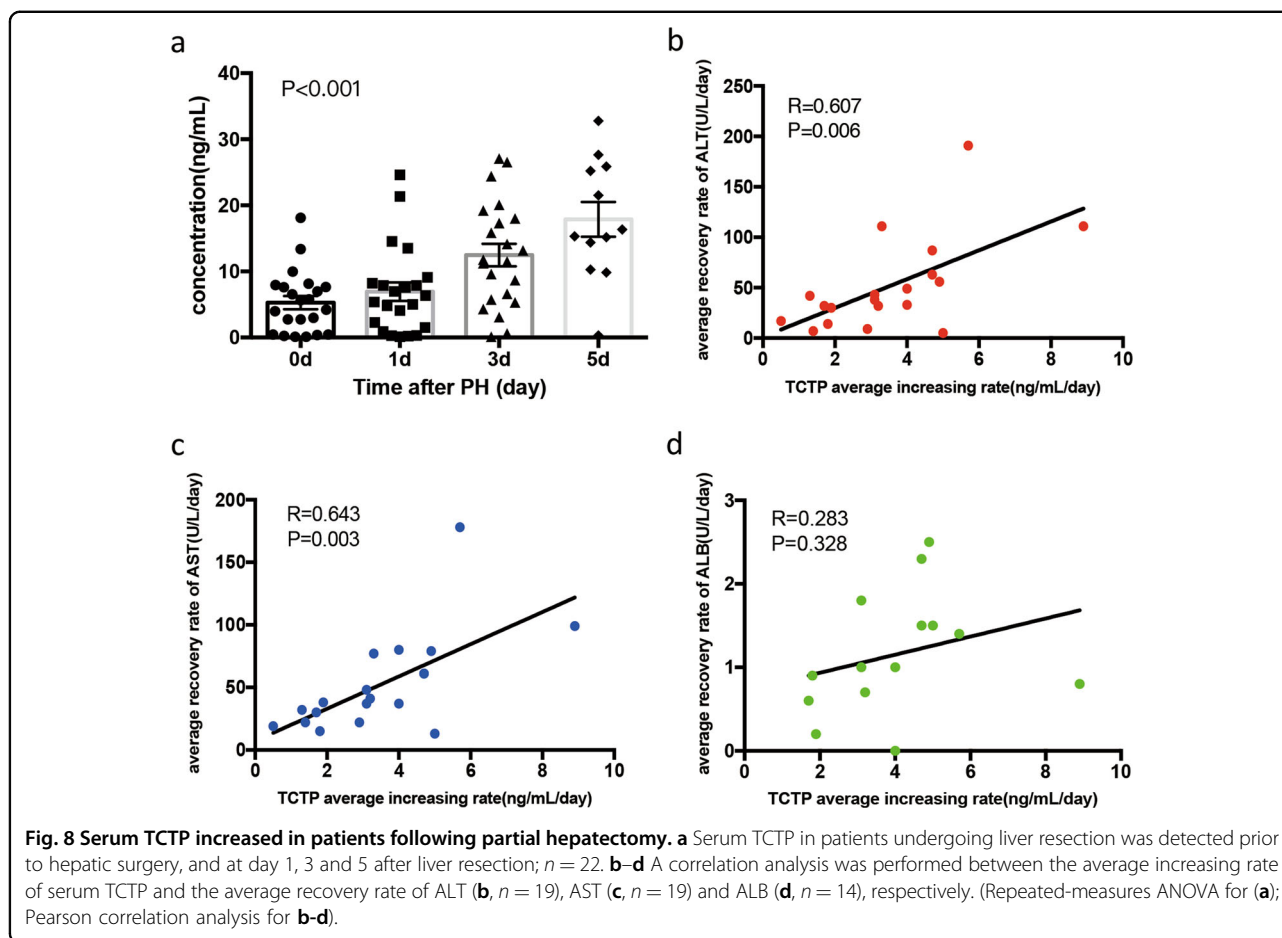 a
P<0.001
concentration(ng/mL)
40
30
20
10
0
0d 1d 3d 5d
Time after PH (day)
b
R=0.607
P=0.006
average recovery rate of ALT(U/L/day)
250
200
150
100
50
0
0 2 4 6 8 10
TCTP average increasing rate(ng/mL/day)
c
R=0.643
P=0.003
average recovery rate of AST(U/L/day)
200
150
100
50
0
0 2 4 6 8 10
TCTP average increasing rate(ng/mL/day)
d
R=0.283
P=0.328
average recovery rate of ALB(U/L/day)
3
2
1
0
2 4 6 8 10
TCTP average increasing rate(ng/mL/day)
Fig. 8 Serum TCTP increased in patients following partial hepatectomy. a Serum TCTP in patients undergoing liver resection was detected prior
to hepatic surgery, and at day 1, 3 and 5 after liver resection; n = 22. b–d A correlation analysis was performed between the average increasing rate
of serum TCTP and the average recovery rate of ALT (b, n = 19), AST (c, n = 19) and ALB (d, n = 14), respectively. (Repeated-measures ANOVA for (a);
Pearson correlation analysis for b-d).